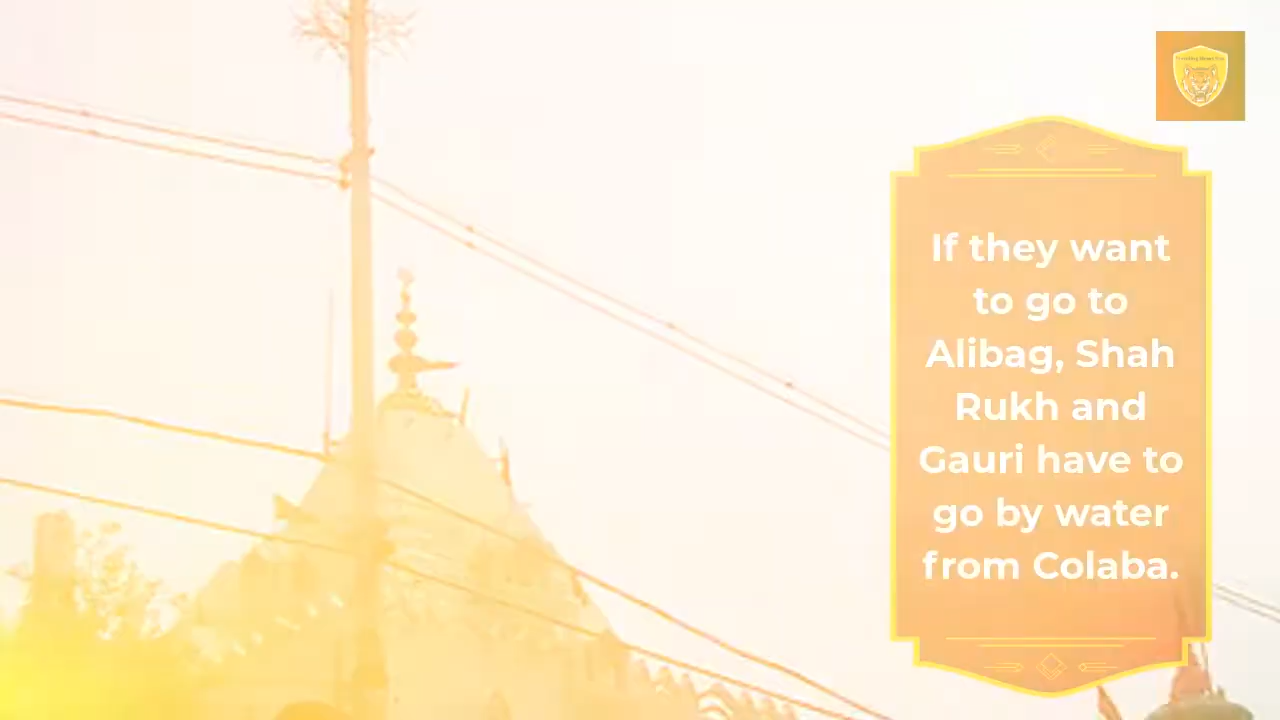 If they want
to go to
Alibag, Shah
Rukh and
Gauri have to
go by water
from Colaba.